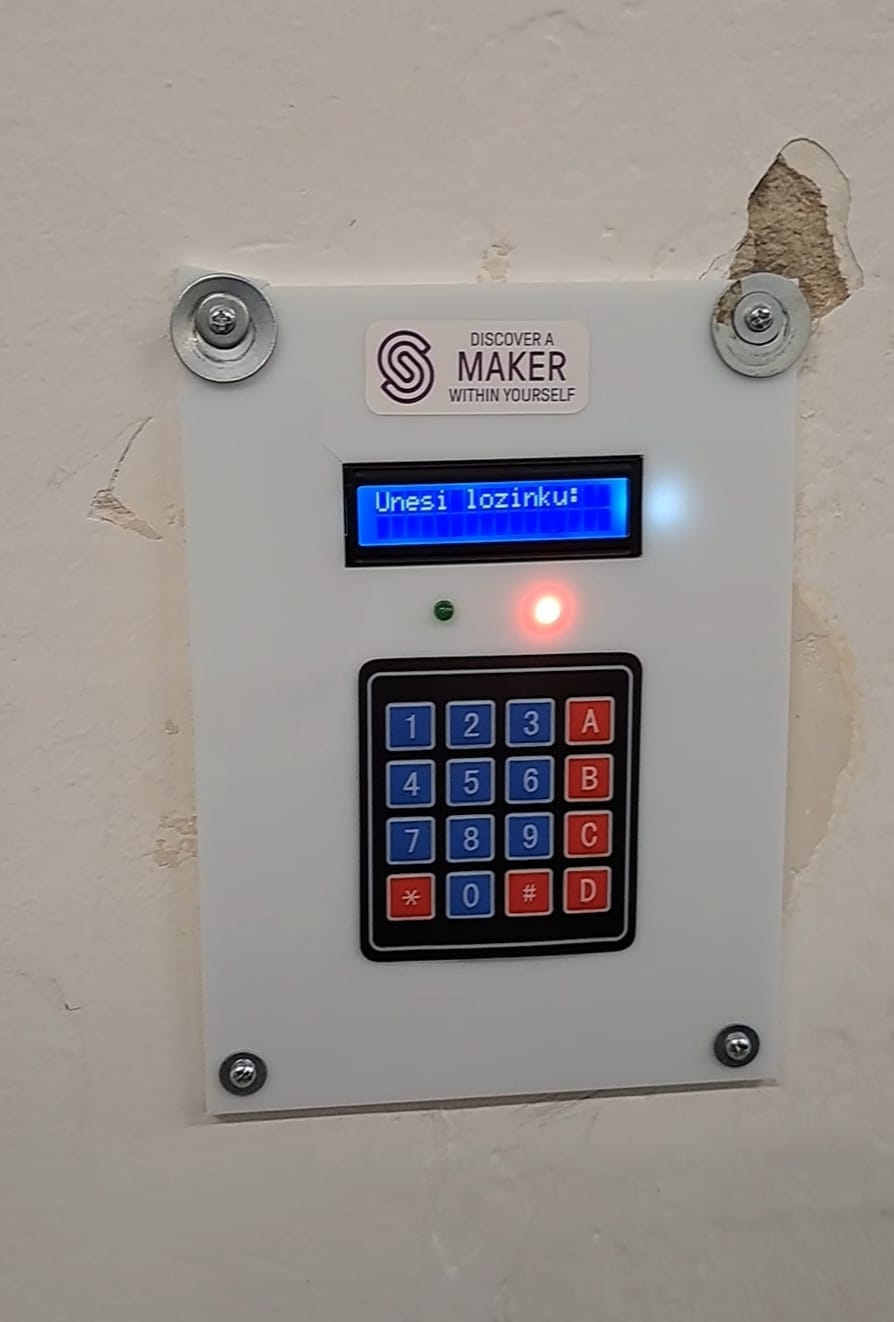 DISCOVER A
MAKER
WITHIN YOURSELF
Unesi lozinku:
1 2 3 A
4 5 6 B
7 8 9 C
* 0 # D